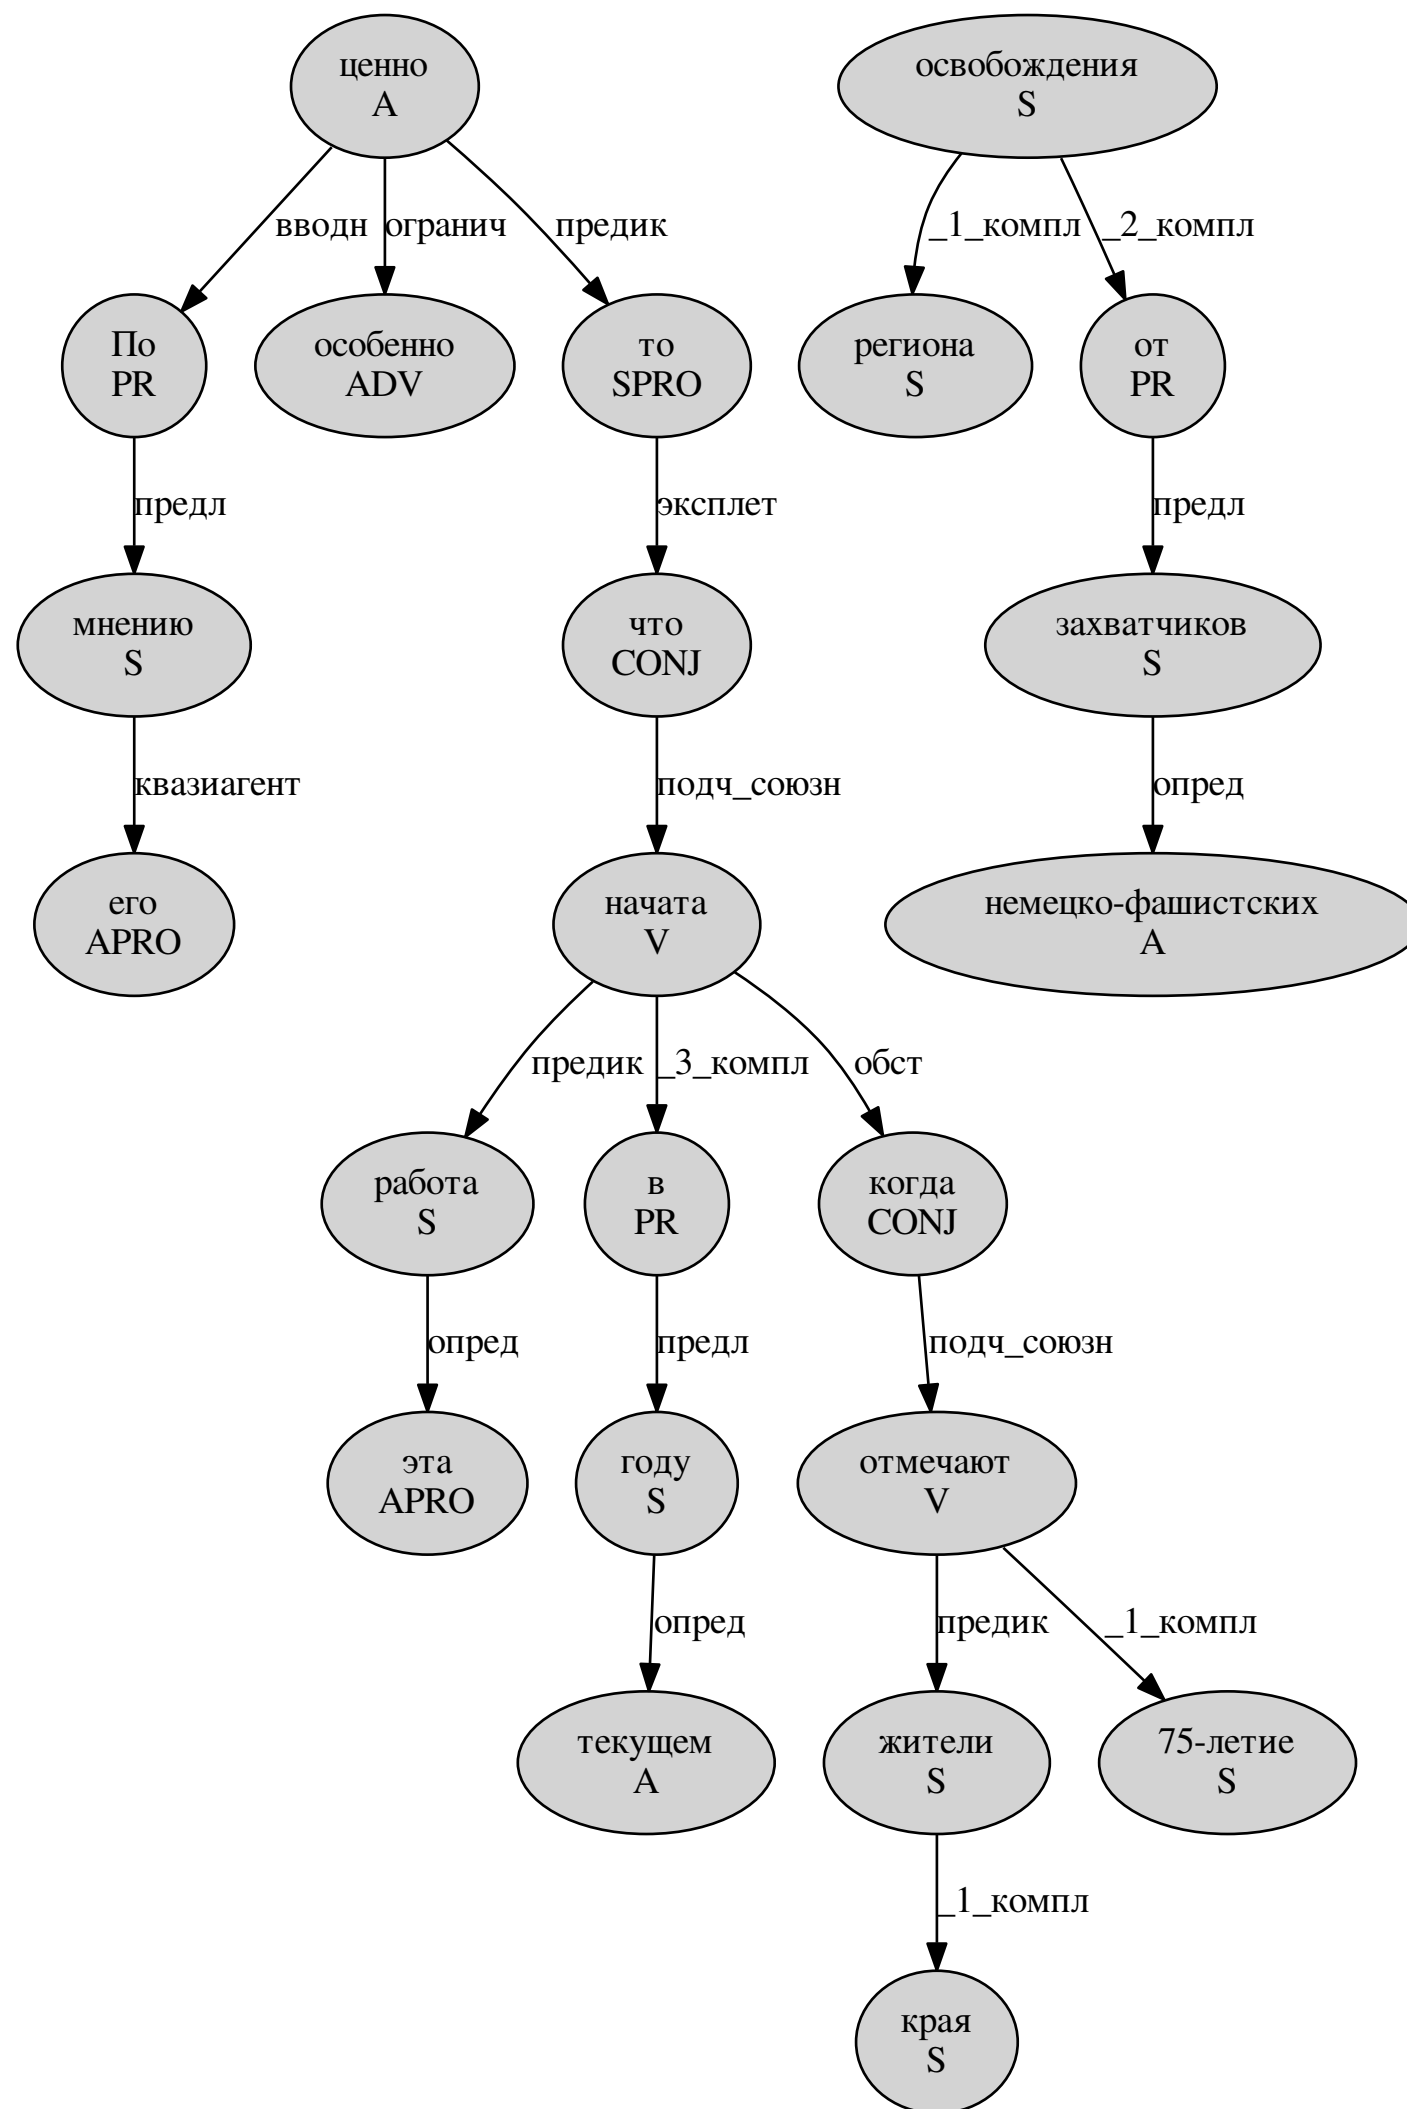 ценно
A
освобождения
S
вводн
огранич
предик
_1_компл
_2_компл
По
PR
особенно
ADV
то
SPRO
региона
S
от
PR
предл
эксплет
предл
мнению
S
что
CONJ
захватчиков
S
квазиагент
подч_союзн
опред
его
APRO
начата
V
немецко-фашистских
A
предик
_3_компл
обст
работа
S
в
PR
когда
CONJ
опред
предл
подч_союзн
эта
APRO
году
S
отмечают
V
опред
предик
_1_компл
текущем
A
жители
S
75-летие
S
_1_компл
края
S